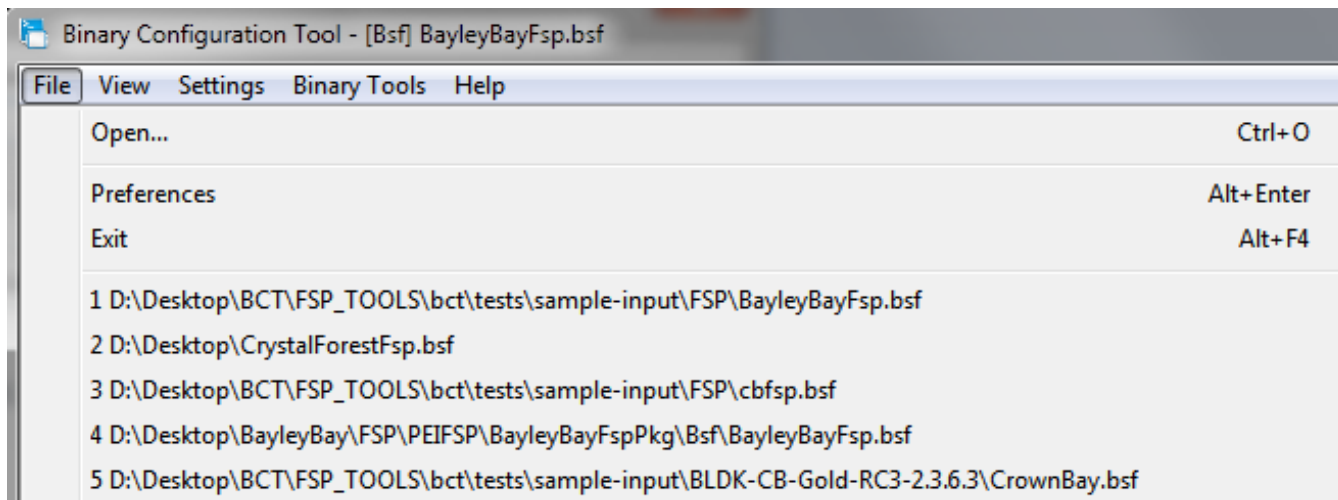 Binary Configuration Tool - [Bsf] BayleyBayFsp.bsf
File View Settings Binary Tools Help
Open... Ctrl+O
Preferences Alt+Enter
Exit Alt+F4
1 D:\Desktop\BCT\FSP_TOOLS\bct\tests\sample-input\FSP\BayleyBayFsp.bsf
2 D:\Desktop\CrystalForestFsp.bsf
3 D:\Desktop\BCT\FSP_TOOLS\bct\tests\sample-input\FSP\cbfsp.bsf
4 D:\Desktop\BayleyBay\FSP\PEIFSP\BayleyBayFspPkg\Bsf\BayleyBayFsp.bsf
5 D:\Desktop\BCT\FSP_TOOLS\bct\tests\sample-input\BLDK-CB-Gold-RC3-2.3.6.3\CrownBay.bsf